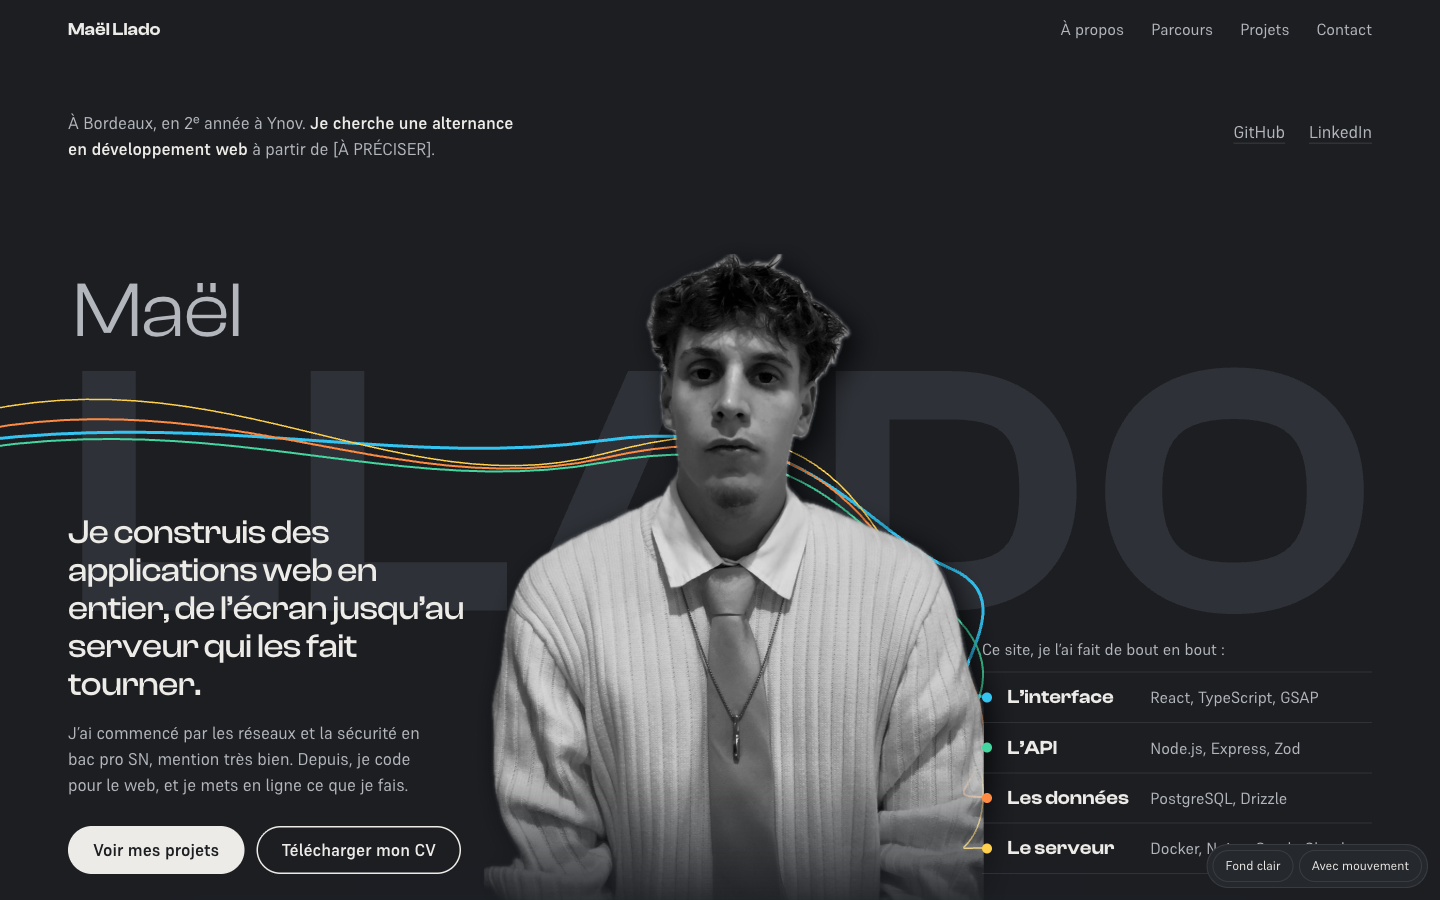 Maël Llado
À propos Parcours Projets Contact
À Bordeaux, en 2ᵉ année à Ynov. Je cherche une alternance
en développement web à partir de [À PRÉCISER].
GitHub LinkedIn
Maël
LLADO
Je construis des
applications web en
entier, de l’écran jusqu’au
serveur qui les fait
tourner.
J’ai commencé par les réseaux et la sécurité en
bac pro SN, mention très bien. Depuis, je code
pour le web, et je mets en ligne ce que je fais.
Voir mes projets Télécharger mon CV
Ce site, je l’ai fait de bout en bout :
L’interface React, TypeScript, GSAP
L’API Node.js, Express, Zod
Les données PostgreSQL, Drizzle
Le serveur Docker,
Fond clair Avec mouvement